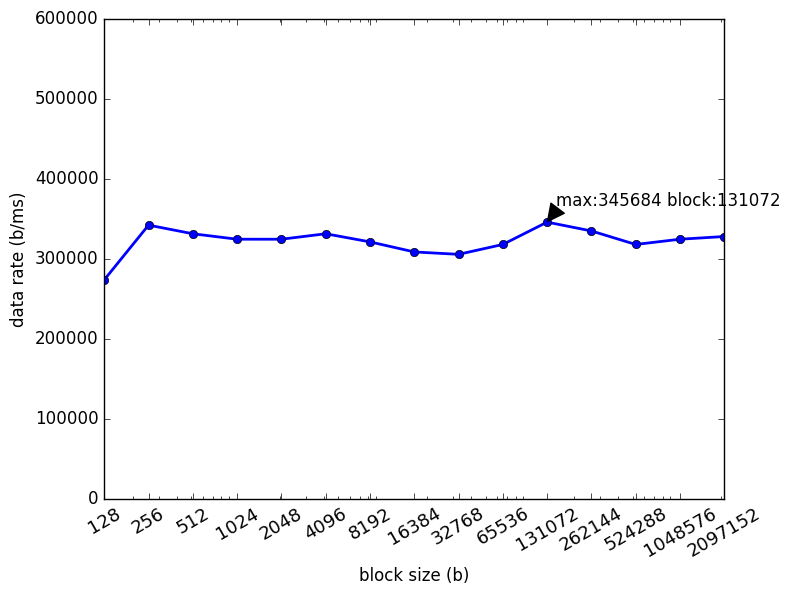 600000
500000
400000
max:345684 block:131072
300000
200000
100000
0
data rate (b/ms)
128 256 512 1024 2048 4096 8192 16384 32768 65536 131072 262144 524288 1048576 2097152
block size (b)